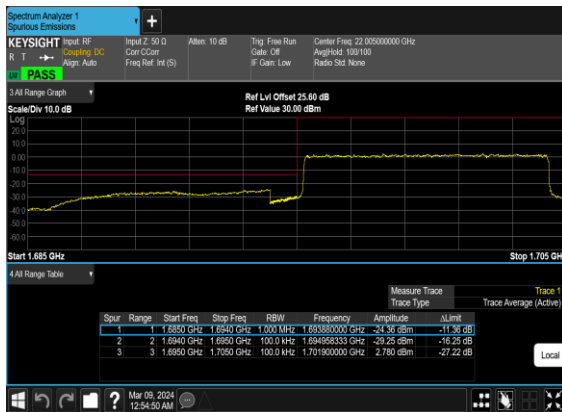 Spectrum Analyzer 1
Spurious Emissions
KEYSIGHT Input: RF Input Z: 50 Ω Atten: 10 dB Trig: Free Run Center Freq: 22.005000000 GHz
R T Coupling: DC Corr CCorr Gate: Off Avg|Hold: 100/100
Align: Auto Freq Ref: Int (S) IF Gain: Low Radio Std: None
PASS
3 All Range Graph
Ref Lvl Offset 25.60 dB
Scale/Div 10.0 dB Ref Value 30.00 dBm
Log
20.0
10.0
0.00
-10.0
-20.0
-30.0
-40.0
-50.0
-60.0
Start 1.685 GHz Stop 1.705 GH
4 All Range Table
Measure Trace Trace 1
Trace Type Trace Average (Active)
Spur Range Start Freq Stop Freq RBW Frequency Amplitude ΔLimit
1 1 1.6850 GHz 1.6940 GHz 1.000 MHz 1.693880000 GHz -24.36 dBm -11.36 dB
2 2 1.6940 GHz 1.6950 GHz 100.0 kHz 1.694958333 GHz -29.25 dBm -16.25 dB
3 3 1.6950 GHz 1.7050 GHz 100.0 kHz 1.701900000 GHz 2.780 dBm -27.22 dB
Local
Mar 09, 2024
12:54:50 AM